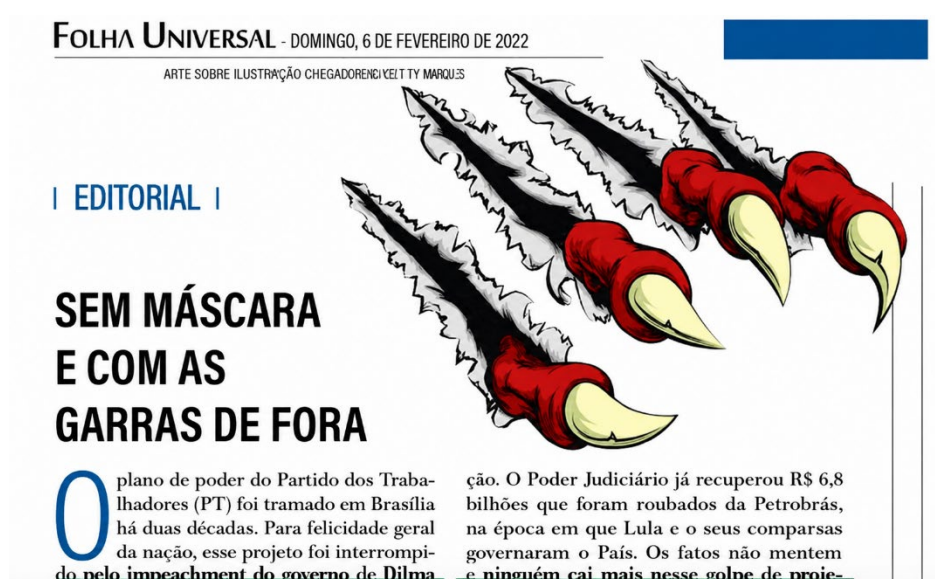 FOLHA UNIVERSAL - DOMINGO, 6 DE FEVEREIRO DE 2022
ARTE SOBRE ILUSTRAÇÃO MARQUES
| EDITORIAL |
SEM MÁSCARA
E COM AS
GARRAS DE FORA
O plano de poder do Partido dos Traba-
lhadores (PT) foi tramado em Brasília
há duas décadas. Para felicidade geral
da nação, esse projeto foi interrompi-
do pelo impeachment do governo de Dilma
ção. O Poder Judiciário já recuperou R$ 6,8
bilhões que foram roubados da Petrobrás,
na época em que Lula e o seus comparsas
governaram o País. Os fatos não mentem
e ninguém cai mais nesse golpe de proje-